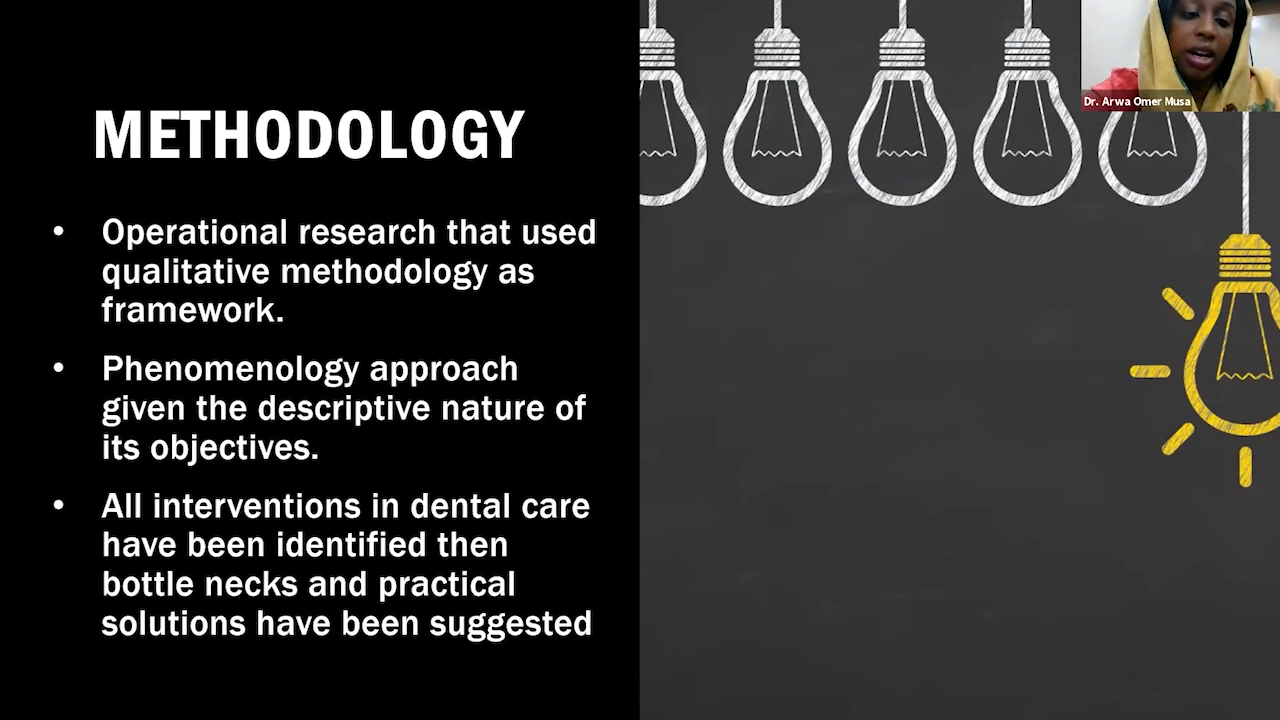 METHODOLOGY
• Operational research that used
qualitative methodology as
framework.
• Phenomenology approach
given the descriptive nature of
its objectives.
• All interventions in dental care
have been identified then
bottle necks and practical
solutions have been suggested
Dr. Arwa Omer Musa